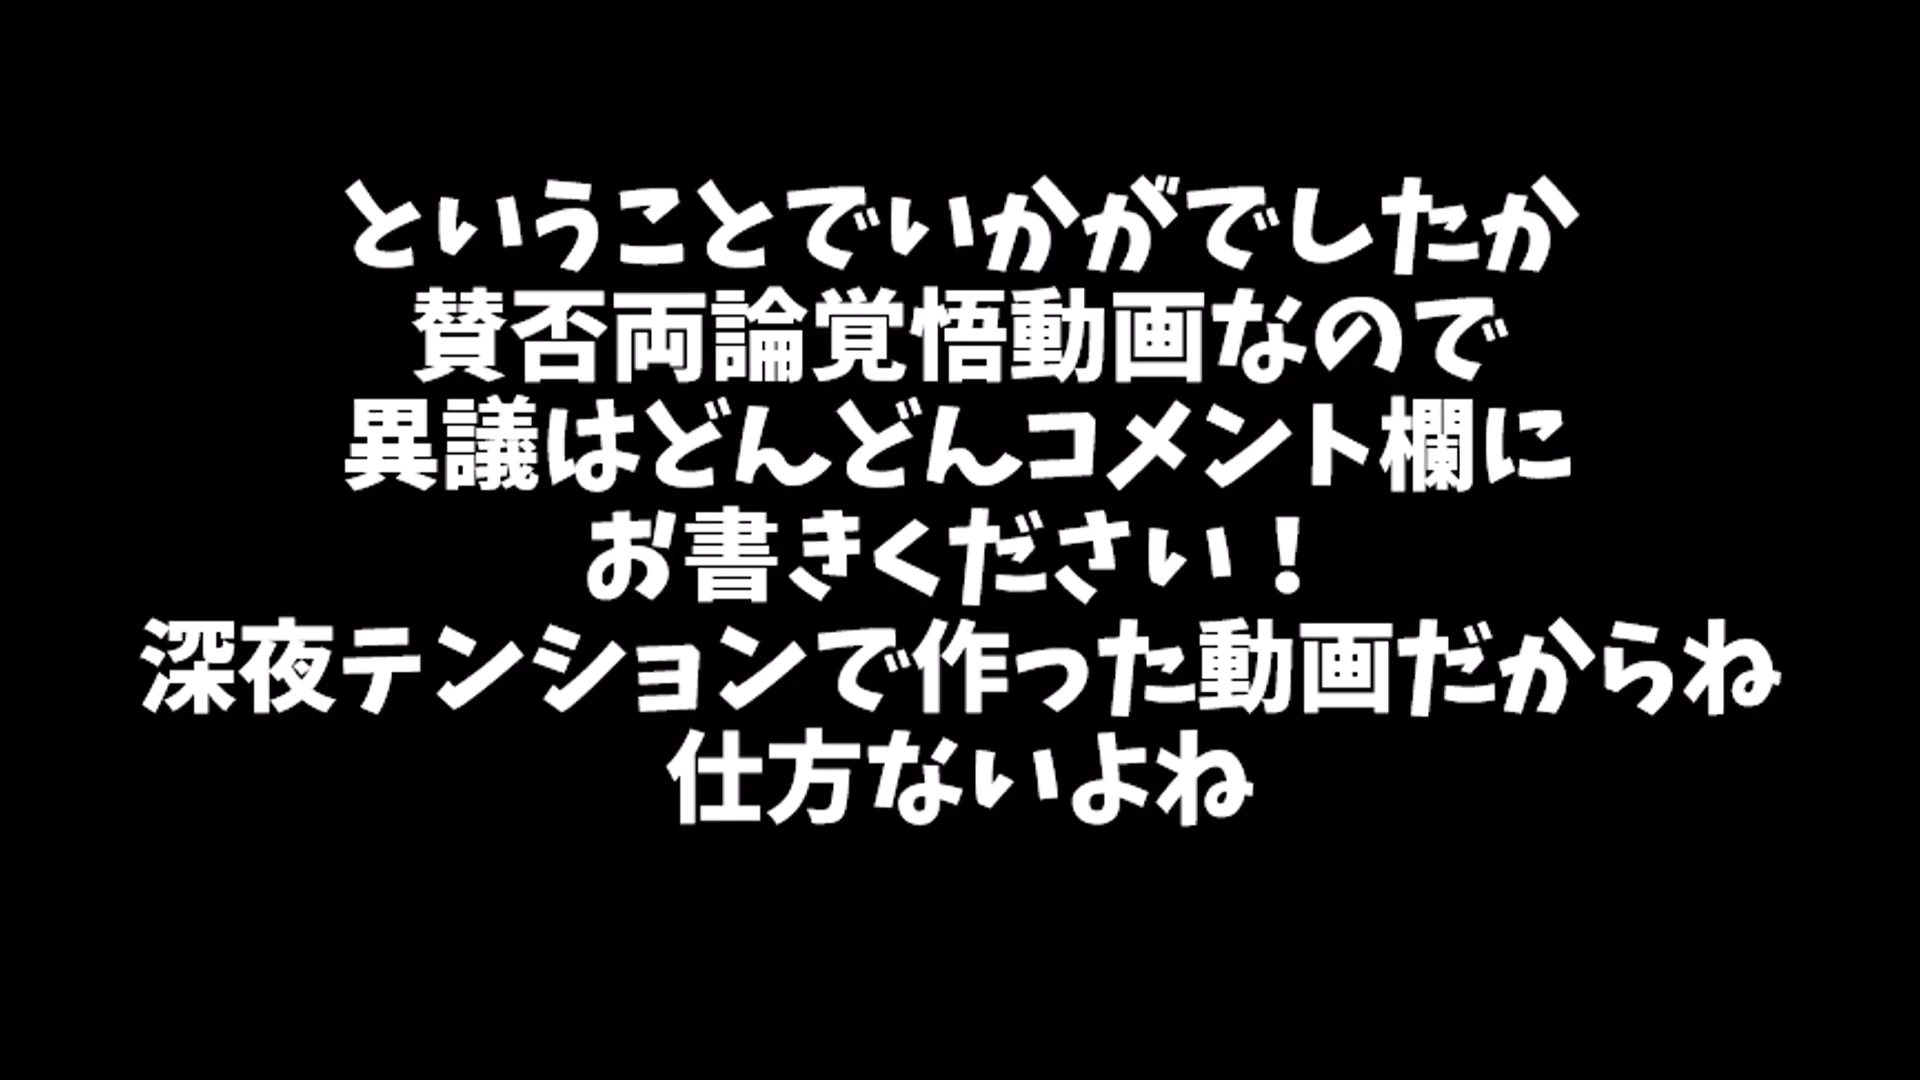 ということでいかがでしたか
賛否両論覚悟動画なので
異議はどんどんコメント欄に
お書きください！
深夜テンションで作った動画だからね
仕方ないよね